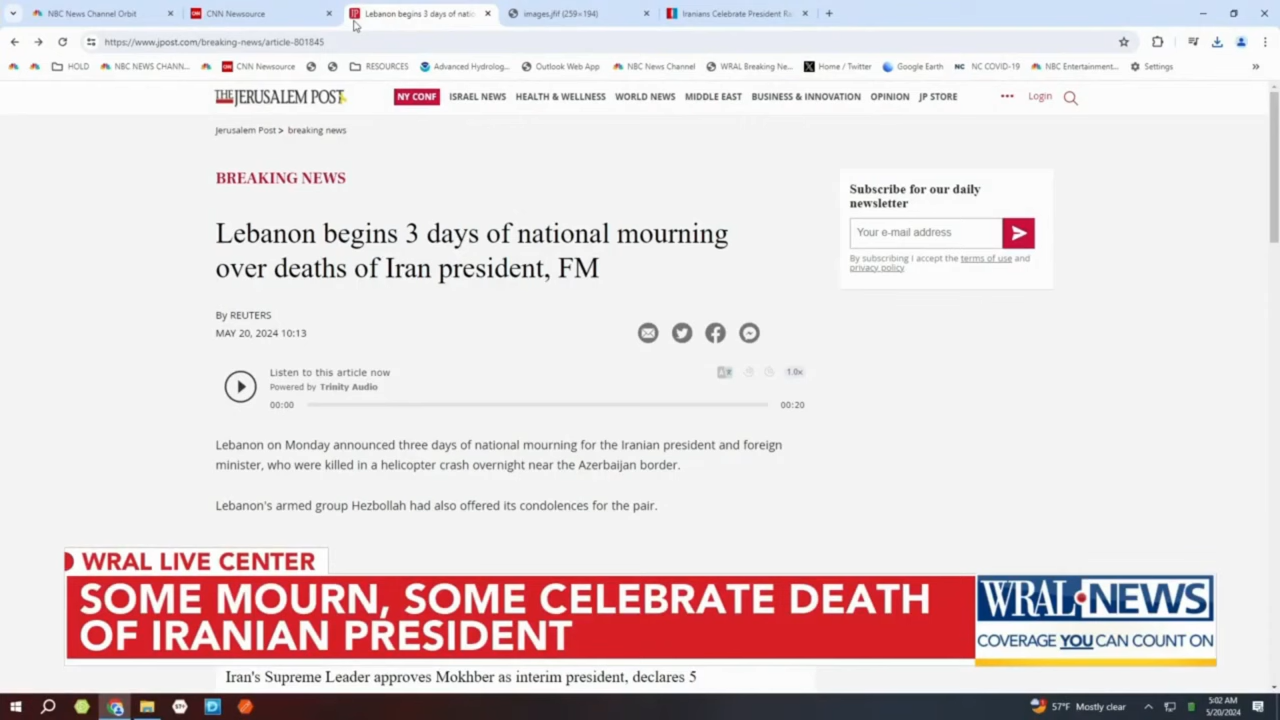 NBC News Channel Orbit
CNN Newsource
Lebanon begins 3 days of natio
images.jfif (259×194)
Iranians Celebrate President Ra
https://www.jpost.com/breaking-news/article-801845
HOLD
NBC NEWS CHANN...
CNN Newsource
RESOURCES
Advanced Hydrolog...
Outlook Web App
NBC News Channel
WRAL Breaking Ne...
Home / Twitter
Google Earth
NC NC COVID-19
NBC Entertainment...
Settings
THE JERUSALEM POST
NY CONF
ISRAEL NEWS
HEALTH & WELLNESS
WORLD NEWS
MIDDLE EAST
BUSINESS & INNOVATION
OPINION
JP STORE
Login
Jerusalem Post > breaking news
BREAKING NEWS
Lebanon begins 3 days of national mourning
over deaths of Iran president, FM
By REUTERS
MAY 20, 2024 10:13
Listen to this article now
Powered by Trinity Audio
1.0x
00:00
00:20
Lebanon on Monday announced three days of national mourning for the Iranian president and foreign
minister, who were killed in a helicopter crash overnight near the Azerbaijan border.
Lebanon's armed group Hezbollah had also offered its condolences for the pair.
Subscribe for our daily
newsletter
Your e-mail address
By subscribing I accept the terms of use and
privacy policy
WRAL LIVE CENTER
SOME MOURN, SOME CELEBRATE DEATH
OF IRANIAN PRESIDENT
WRAL NEWS
COVERAGE YOU CAN COUNT ON
Iran's Supreme Leader approves Mokhber as interim president, declares 5
57°F Mostly clear
5:02 AM
5/20/2024